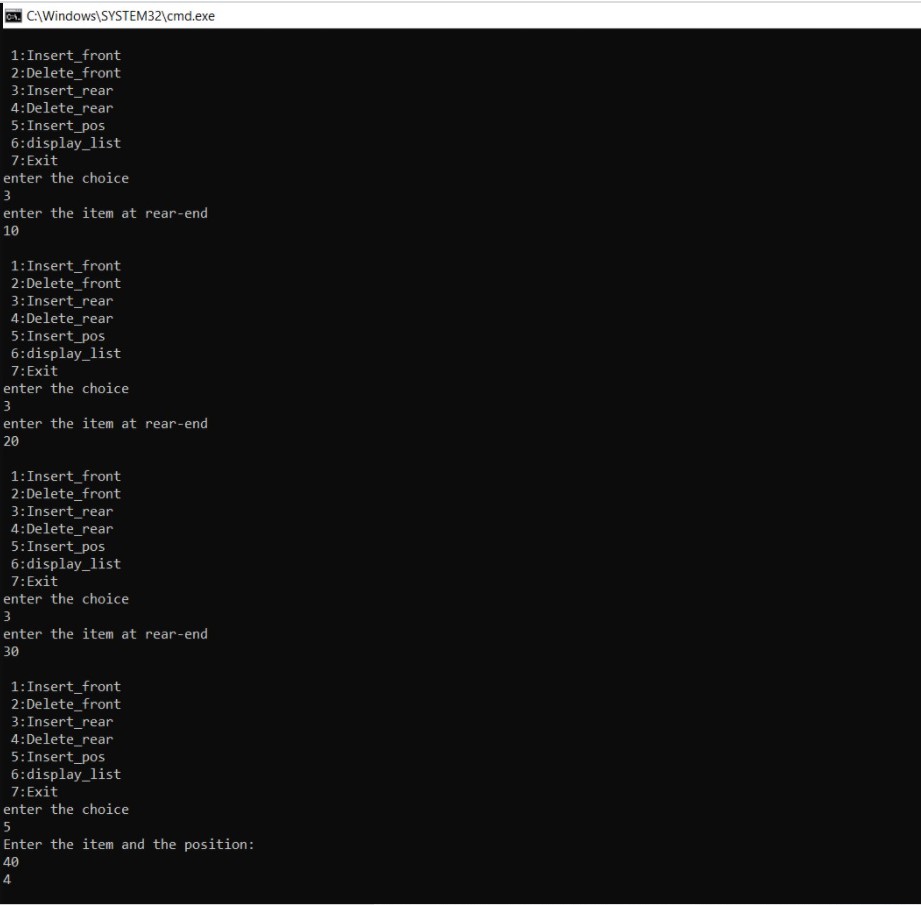 C:\Windows\SYSTEM32\cmd.exe
1:Insert_front
2:Delete_front
3:Insert_rear
4:Delete_rear
5:Insert_pos
6:display_list
7:Exit
enter the choice
3
enter the item at rear-end
10
1:Insert_front
2:Delete_front
3:Insert_rear
4:Delete_rear
5:Insert_pos
6:display_list
7:Exit
enter the choice
3
enter the item at rear-end
20
1:Insert_front
2:Delete_front
3:Insert_rear
4:Delete_rear
5:Insert_pos
6:display_list
7:Exit
enter the choice
3
enter the item at rear-end
30
1:Insert_front
2:Delete_front
3:Insert_rear
4:Delete_rear
5:Insert_pos
6:display_list
7:Exit
enter the choice
5
Enter the item and the position:
40
4